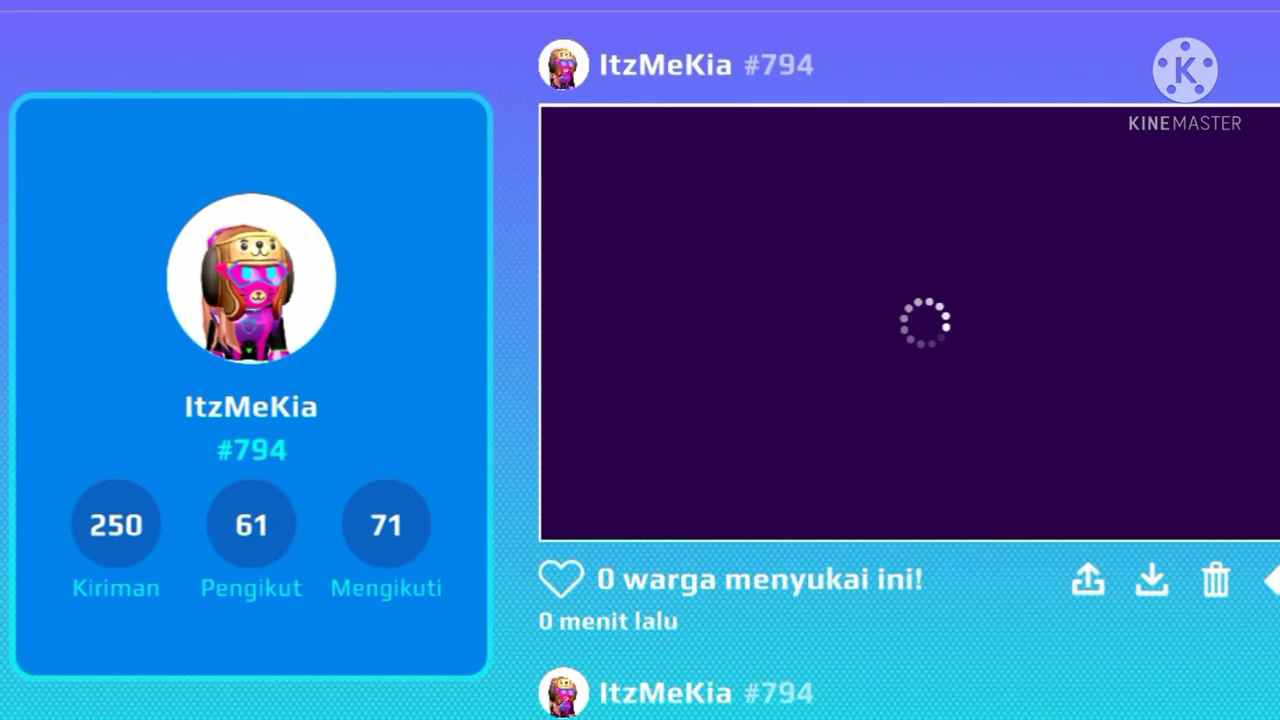 ItzMeKia #794
K
KINEMASTER
ItzMeKia
#794
250 61 71
Kiriman Pengikut Mengikuti
0 warga menyukai ini!
0 menit lalu
ItzMeKia #794